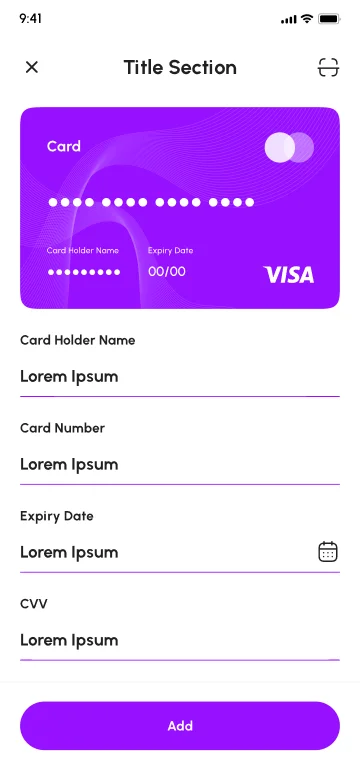 9:41
Title Section
Card
Card Holder Name Expiry Date
00/00
VISA
Card Holder Name
Lorem Ipsum
Card Number
Lorem Ipsum
Expiry Date
Lorem Ipsum
CVV
Lorem Ipsum
Add